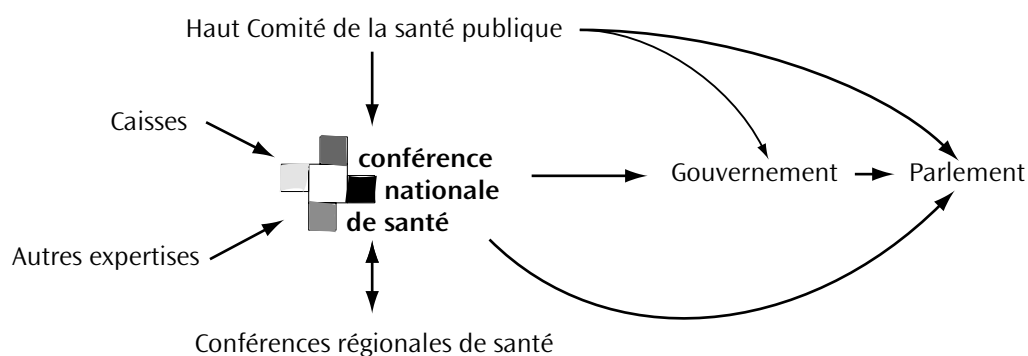 Haut Comité de la santé publique
Caisses
conférence
nationale
de santé
Gouvernement
Parlement
Autres expertises
Conférences régionales de santé